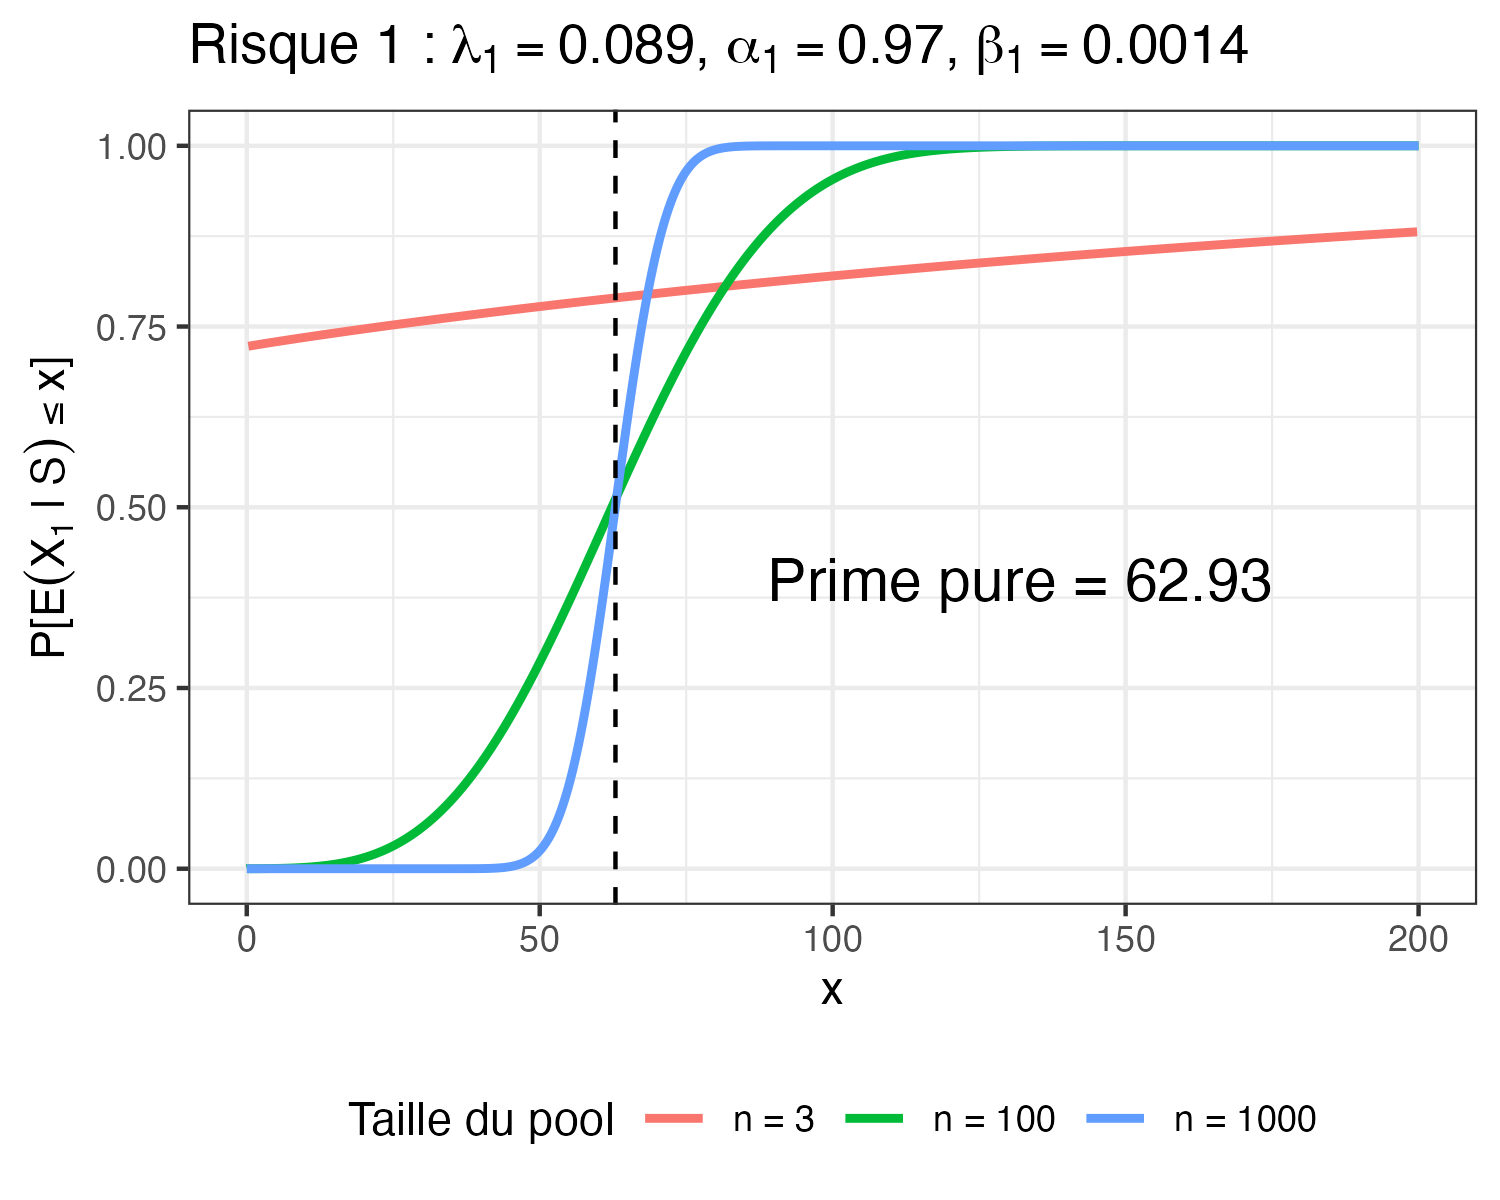 Risque 1 : λ₁ = 0.089, α₁ = 0.97, β₁ = 0.0014
P[E(X₁ | S) ≤ x]
1.00
0.75
0.50
0.25
0.00
Prime pure = 62.93
0 50 100 150 200
x
Taille du pool n = 3 n = 100 n = 1000